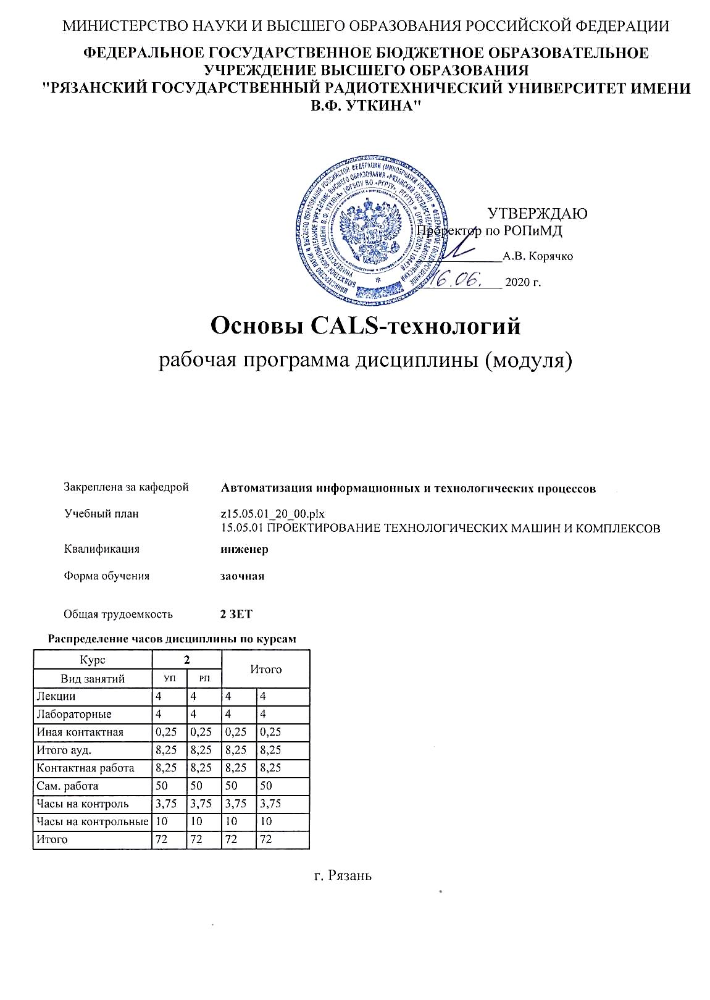 МИНИСТЕРСТВО НАУКИ И ВЫСШЕГО ОБРАЗОВАНИЯ РОССИЙСКОЙ ФЕДЕРАЦИИ
ФЕДЕРАЛЬНОЕ ГОСУДАРСТВЕННОЕ БЮДЖЕТНОЕ ОБРАЗОВАТЕЛЬНОЕ
УЧРЕЖДЕНИЕ ВЫСШЕГО ОБРАЗОВАНИЯ
"РЯЗАНСКИЙ ГОСУДАРСТВЕННЫЙ РАДИОТЕХНИЧЕСКИЙ УНИВЕРСИТЕТ ИМЕНИ
В.Ф. УТКИНА"
УТВЕРЖДАЮ
Проректор по РОПиМД
А.В. Корячко
16.06. 2020 г.
Основы CALS-технологий
рабочая программа дисциплины (модуля)
Закреплена за кафедрой Автоматизация информационных и технологических процессов
Учебный план z15.05.01_20_00.plx
15.05.01 ПРОЕКТИРОВАНИЕ ТЕХНОЛОГИЧЕСКИХ МАШИН И КОМПЛЕКСОВ
Квалификация инженер
Форма обучения заочная
Общая трудоемкость 2 ЗЕТ
Распределение часов дисциплины по курсам
Курс 2 Итого
Вид занятий УП РП
Лекции 4 4 4 4
Лабораторные 4 4 4 4
Иная контактная 0,25 0,25 0,25 0,25
Итого ауд. 8,25 8,25 8,25 8,25
Контактная работа 8,25 8,25 8,25 8,25
Сам. работа 50 50 50 50
Часы на контроль 3,75 3,75 3,75 3,75
Часы на контрольные 10 10 10 10
Итого 72 72 72 72
г. Рязань